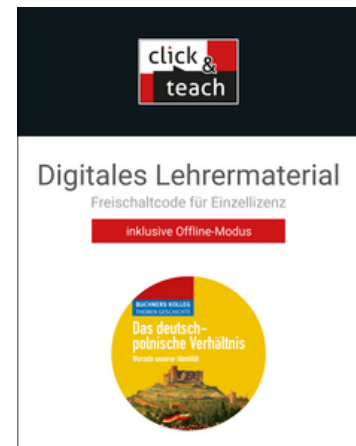 click &
teach
Digitales Lehrermaterial
Freischaltcode für Einzellizenz
inklusive Offline-Modus
BUCHNERS KOLLEG
THEMEN GESCHICHTE
Das deutsch-
polnische Verhältnis
Wurzeln unserer Identität